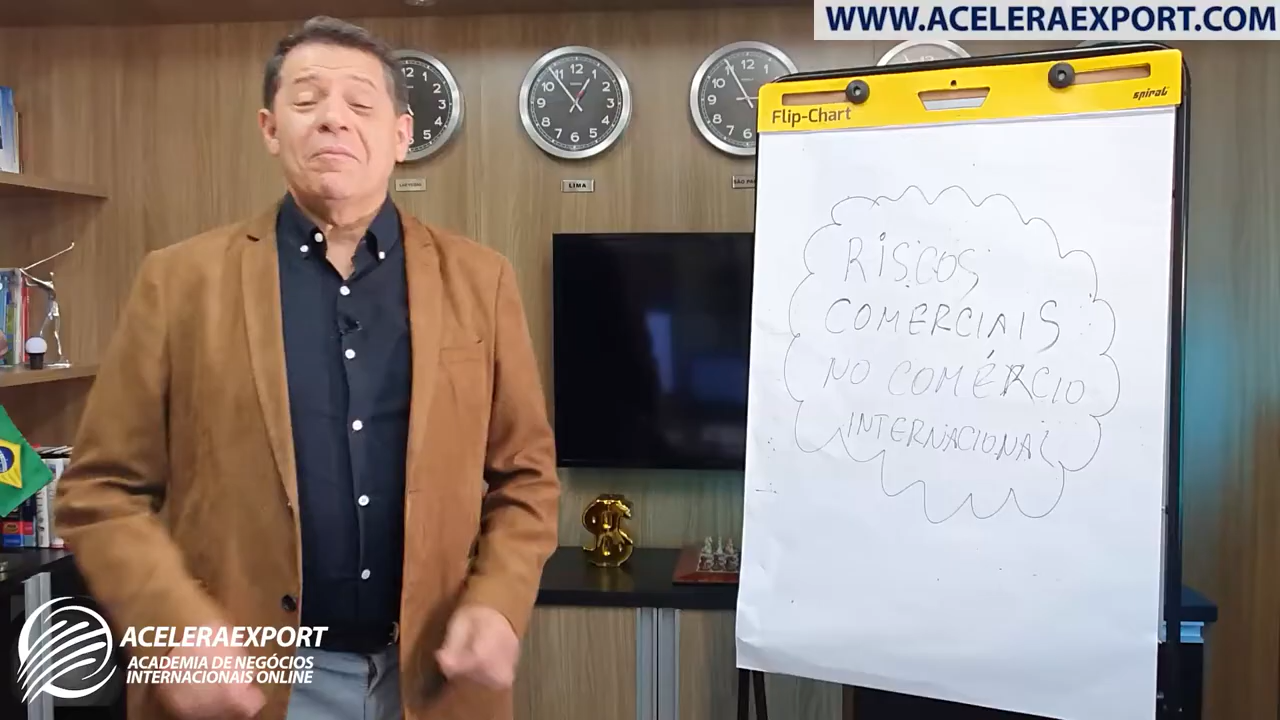 WWW.ACELERAEXPORT.COM
LIMA
Flip-Chart
spiral
RISCOS
COMERCIAIS
NO COMÉRCIO
INTERNACIONAL
ACELERAEXPORT
ACADEMIA DE NEGÓCIOS
INTERNACIONAIS ONLINE